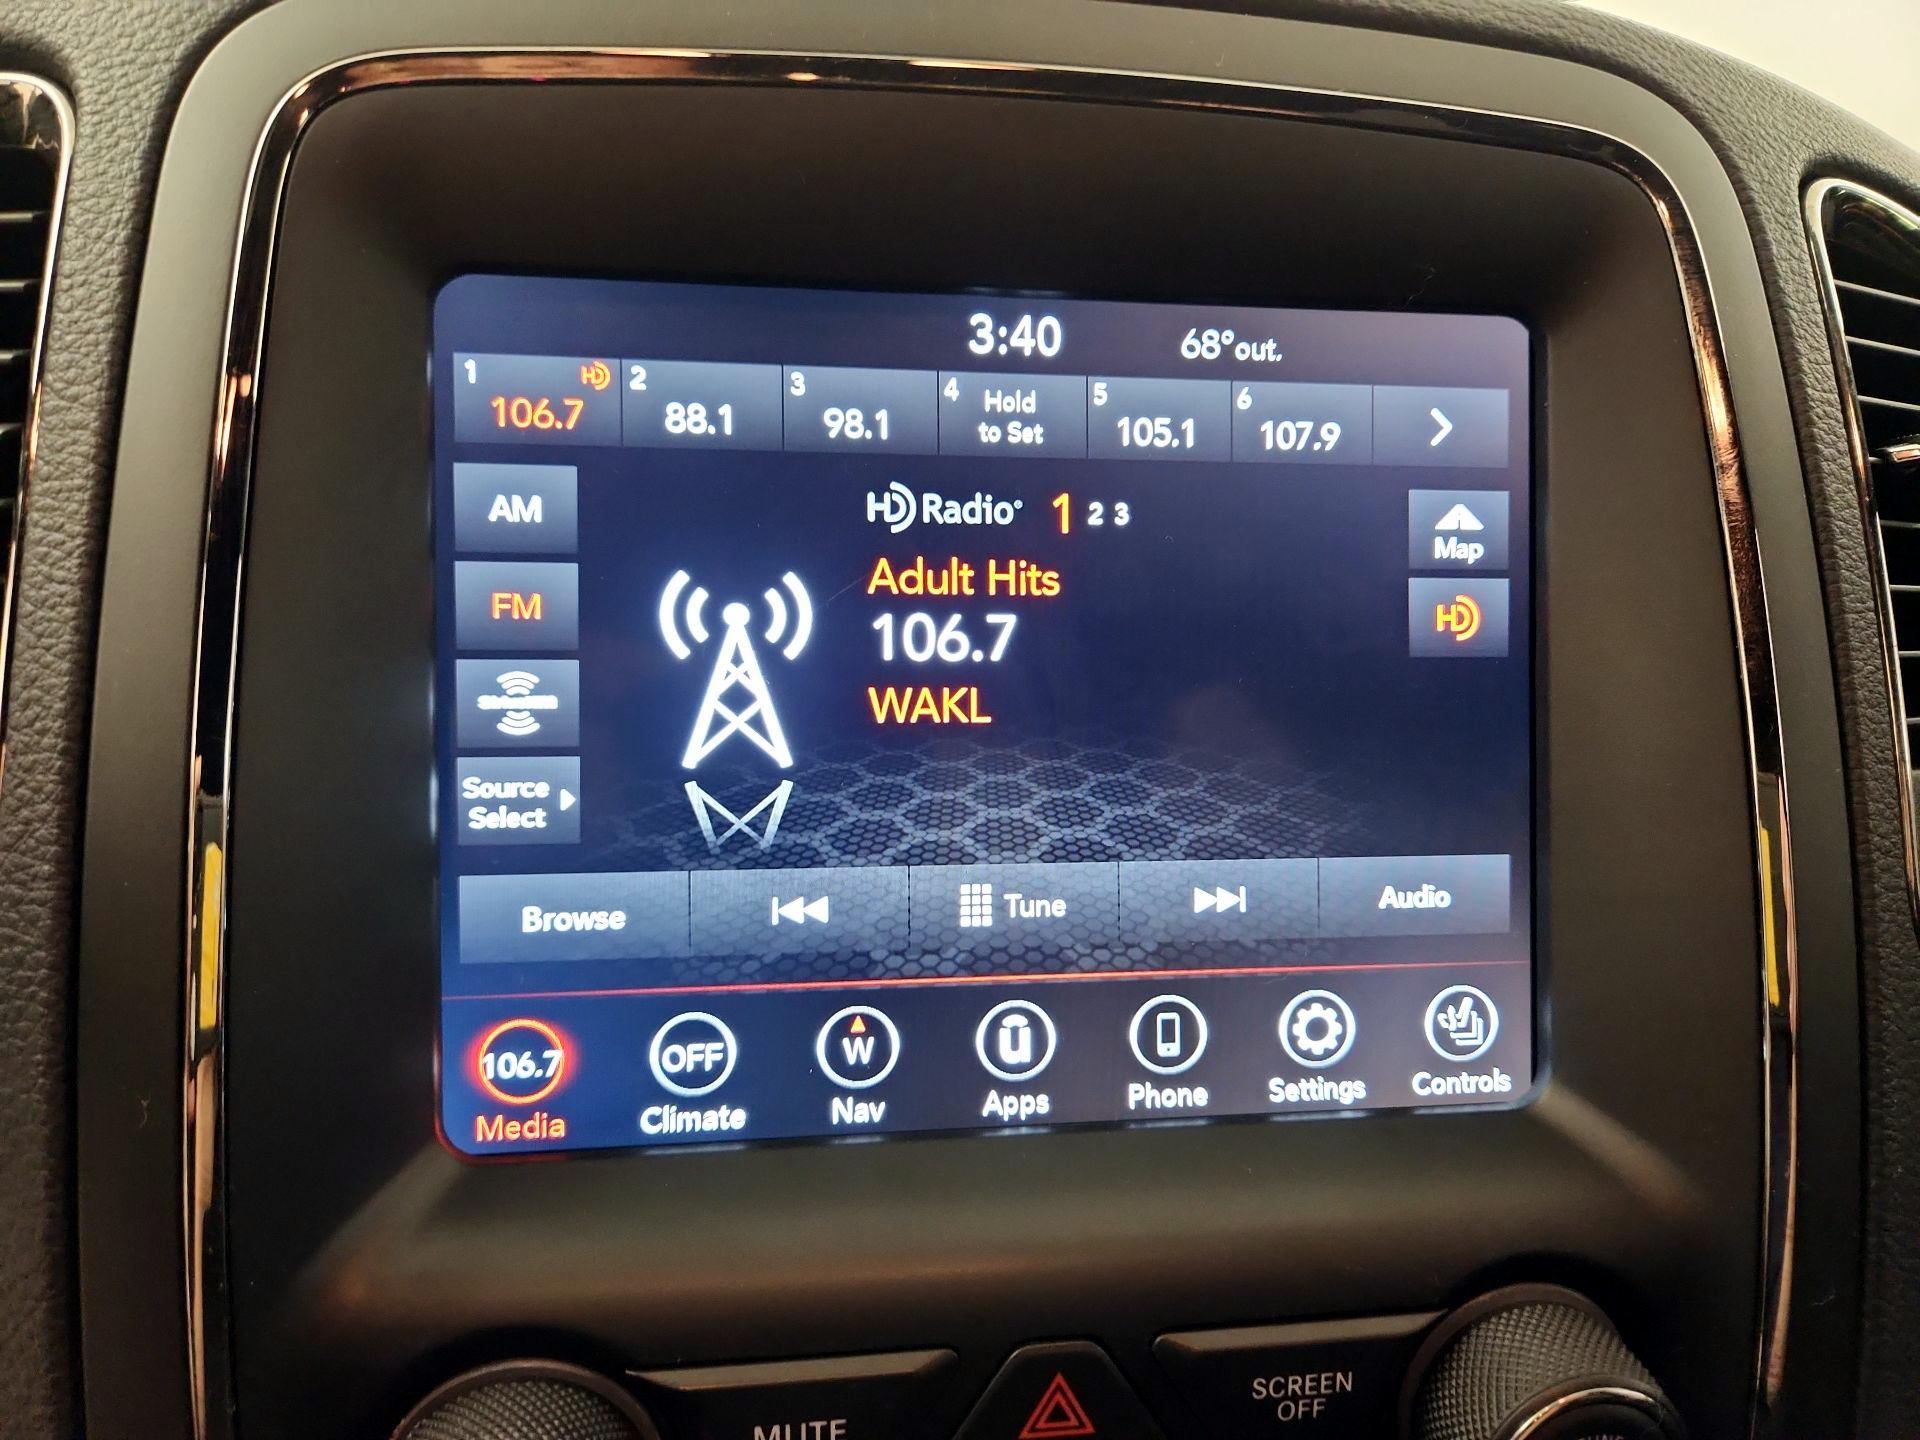 3:40
68°out.
1
HD
106.7
2
88.1
3
98.1
4
Hold
to Set
5
105.1
6
107.9
AM
FM
Source
Select
HD Radio 1 2 3
Adult Hits
106.7
WAKL
Map
HD
Browse
Tune
Audio
106.7
Media
OFF
Climate
W
Nav
u
Apps
Phone
Settings
Controls
MUTE
SCREEN
OFF